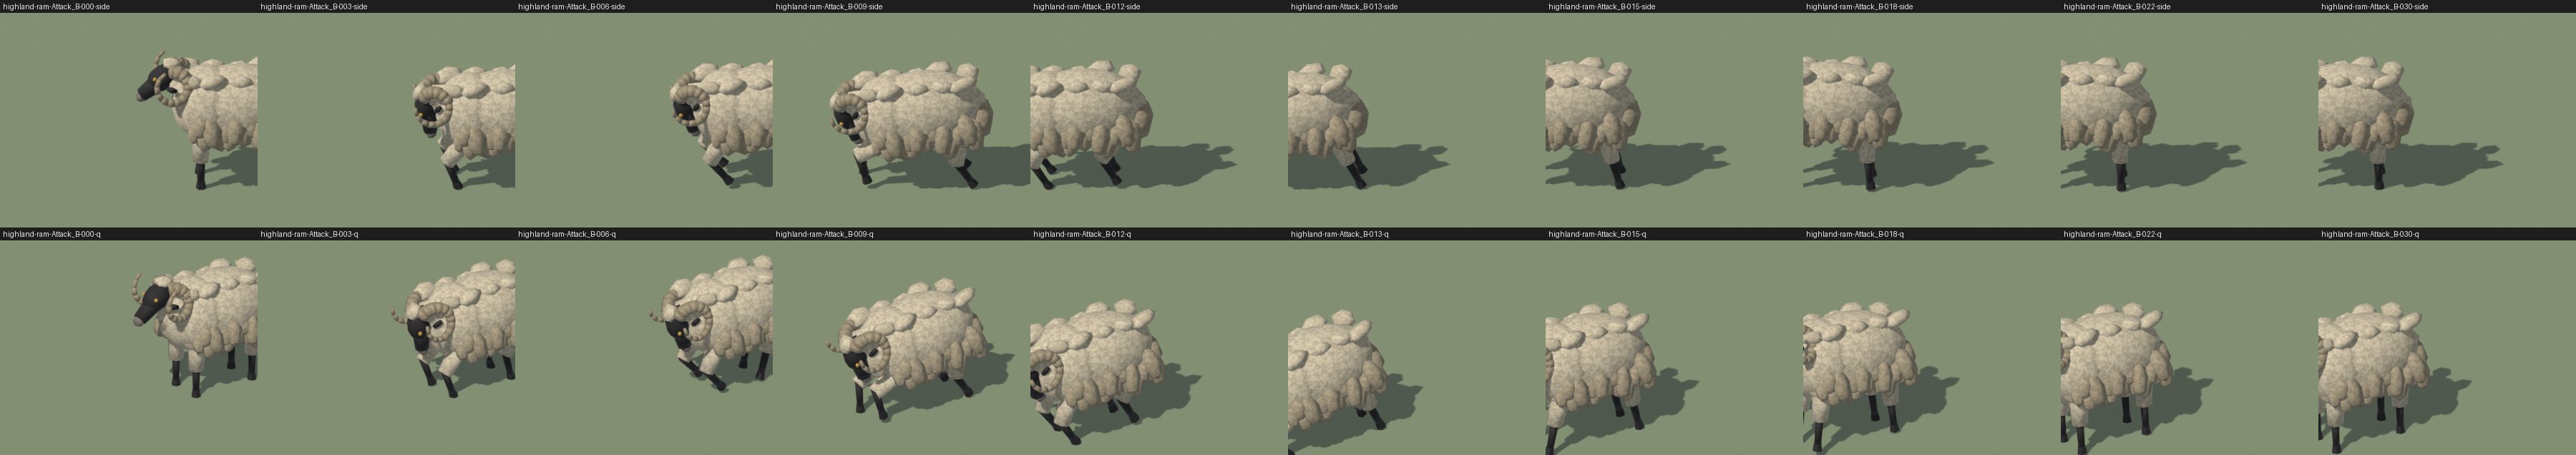 highland-ram-Attack_B-000-side
highland-ram-Attack_B-003-side
highland-ram-Attack_B-006-side
highland-ram-Attack_B-009-side
highland-ram-Attack_B-012-side
highland-ram-Attack_B-013-side
highland-ram-Attack_B-015-side
highland-ram-Attack_B-018-side
highland-ram-Attack_B-022-side
highland-ram-Attack_B-030-side
highland-ram-Attack_B-000-q
highland-ram-Attack_B-003-q
highland-ram-Attack_B-006-q
highland-ram-Attack_B-009-q
highland-ram-Attack_B-012-q
highland-ram-Attack_B-013-q
highland-ram-Attack_B-015-q
highland-ram-Attack_B-018-q
highland-ram-Attack_B-022-q
highland-ram-Attack_B-030-q